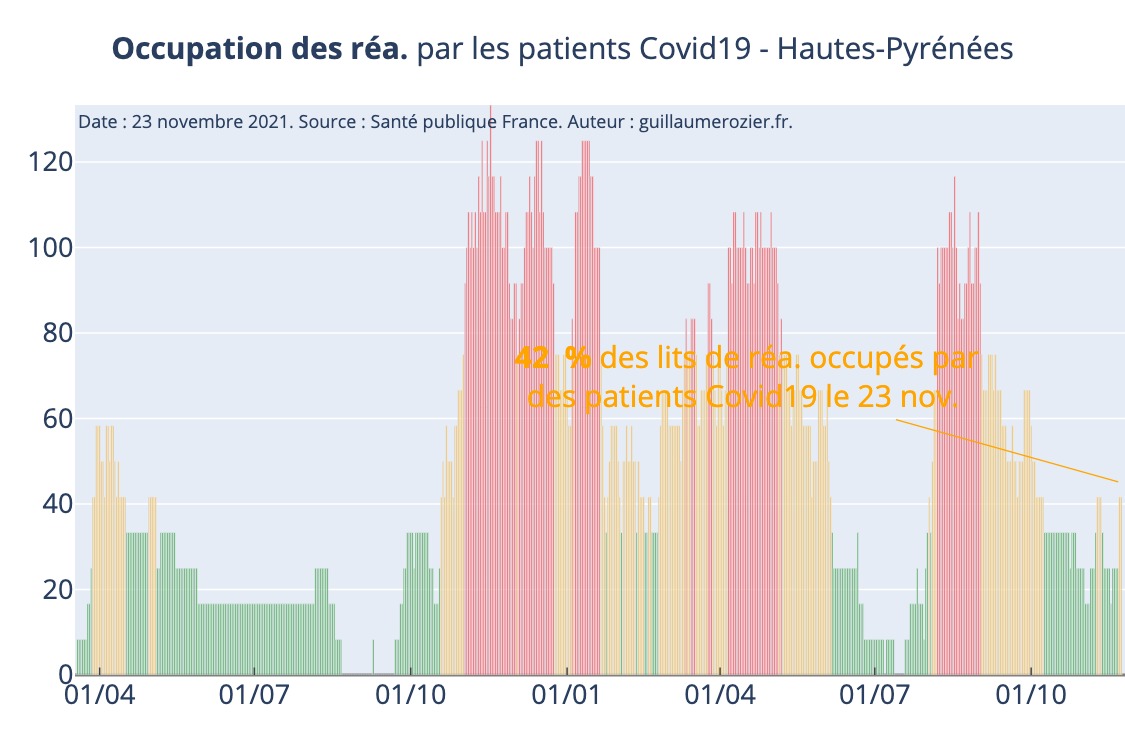 Occupation des réa. par les patients Covid19 - Hautes-Pyrénées
Date : 23 novembre 2021. Source : Santé publique France. Auteur : guillaumerozier.fr.
120
100
80
60
40
20
0
42 % des lits de réa. occupés par
des patients Covid19 le 23 nov.
01/04 01/07 01/10 01/01 01/04 01/07 01/10